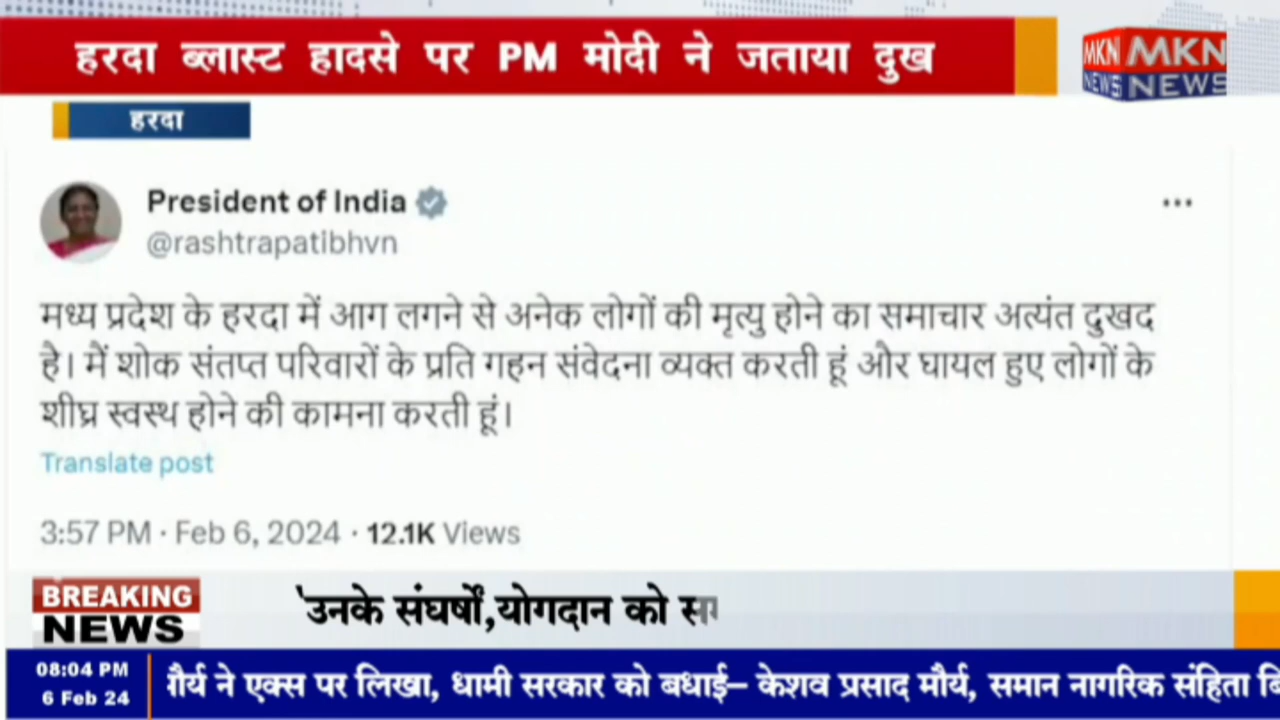 हरदा ब्लास्ट हादसे पर PM मोदी ने जताया दुख
MKN MKN
NEWS NEWS
हरदा
President of India
@rashtrapatibhvn
मध्य प्रदेश के हरदा में आग लगने से अनेक लोगों की मृत्यु होने का समाचार अत्यंत दुखद
है। मैं शोक संतप्त परिवारों के प्रति गहन संवेदना व्यक्त करती हूं और घायल हुए लोगों के
शीघ्र स्वस्थ होने की कामना करती हूं।
Translate post
3:57 PM · Feb 6, 2024 · 12.1K Views
BREAKING
NEWS
'उनके संघर्षों,योगदान को
08:04 PM
6 Feb 24
ने एक्स पर लिखा, धामी सरकार को बधाई– केशव प्रसाद मौर्य, समान नागरिक संहिता